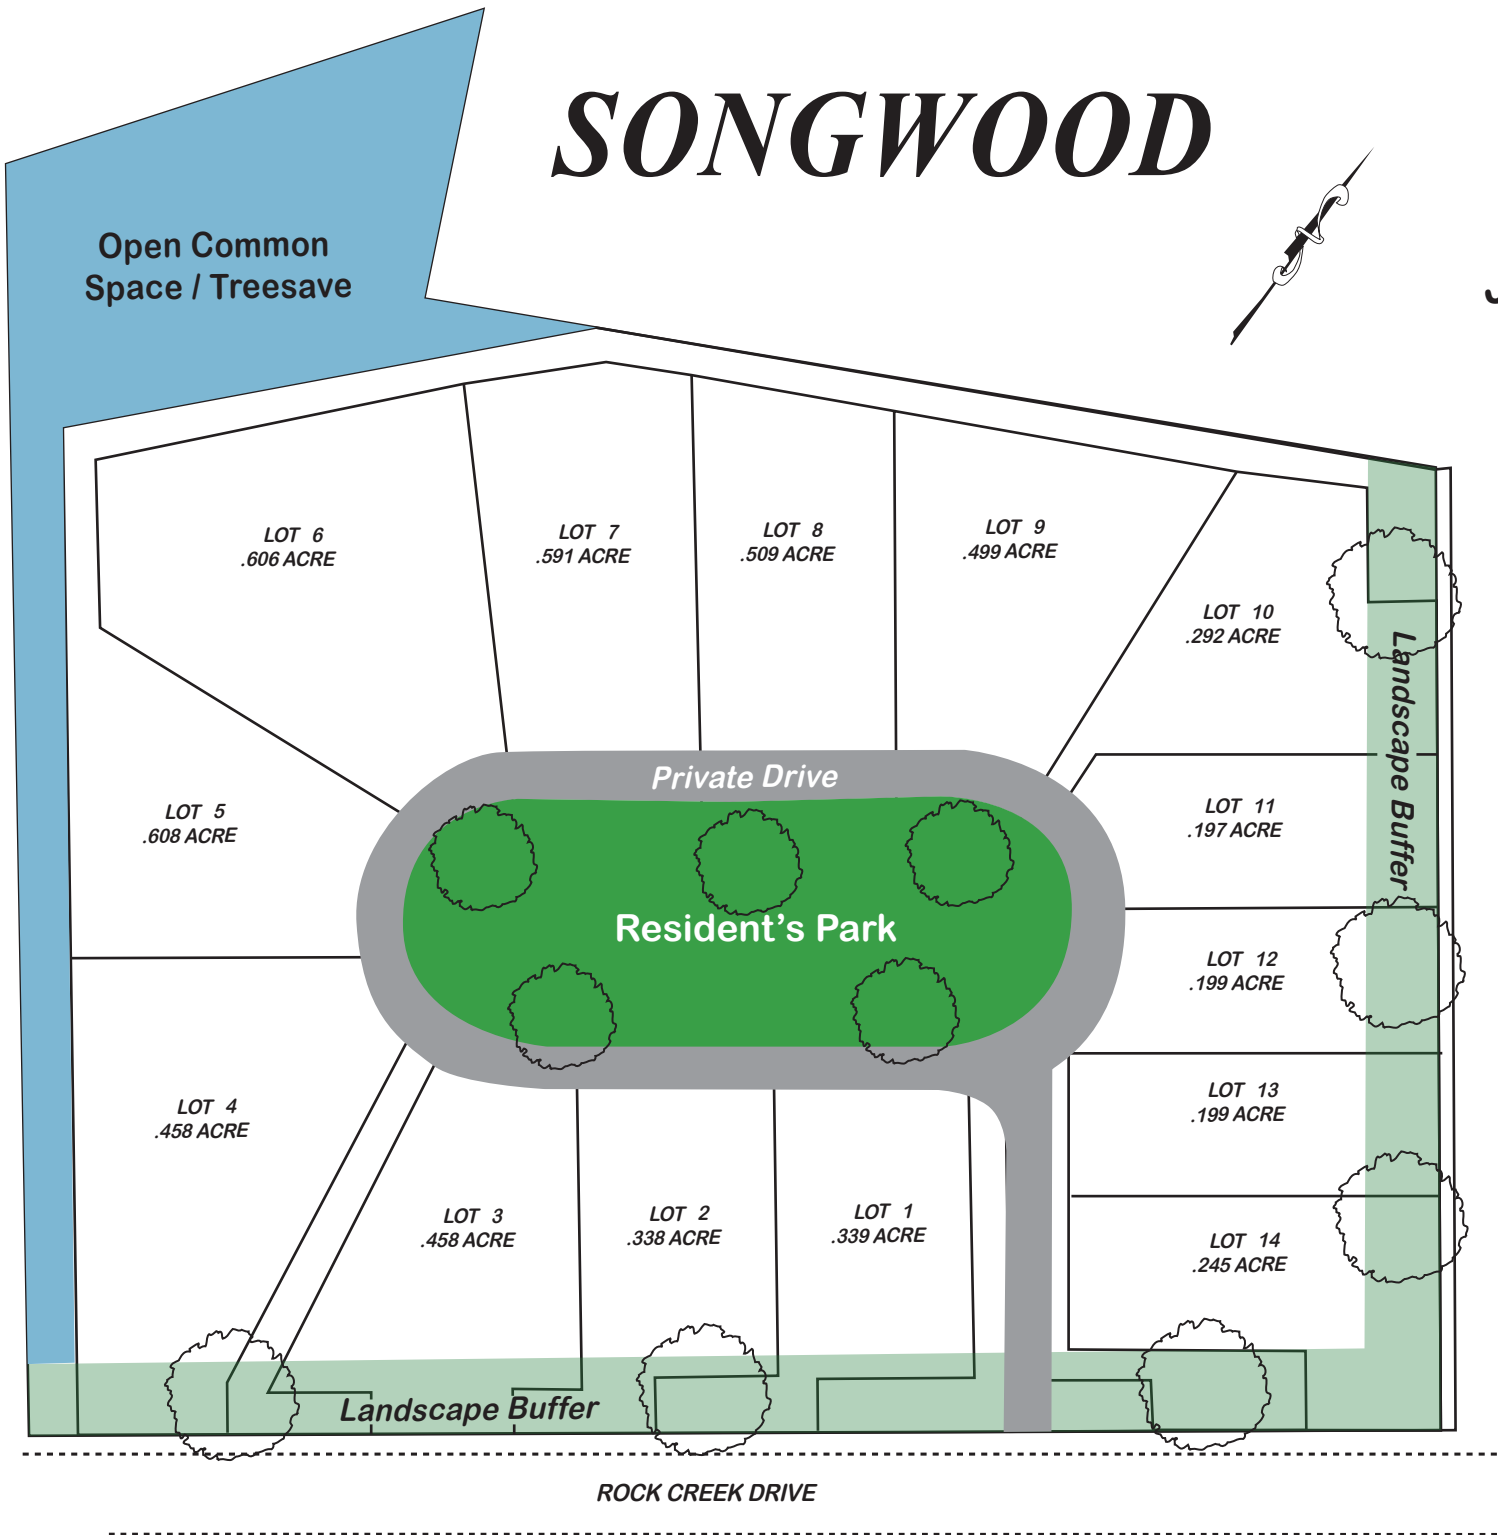 SONGWOOD
Open Common
Space / Treesave
LOT 6
.606 ACRE
LOT 7
.591 ACRE
LOT 8
.509 ACRE
LOT 9
.499 ACRE
LOT 10
.292 ACRE
Landscape Buffer
Private Drive
LOT 5
.608 ACRE
LOT 11
.197 ACRE
Resident's Park
LOT 12
.199 ACRE
LOT 4
.458 ACRE
LOT 13
.199 ACRE
LOT 3
.458 ACRE
LOT 2
.338 ACRE
LOT 1
.339 ACRE
LOT 14
.245 ACRE
Landscape Buffer
ROCK CREEK DRIVE